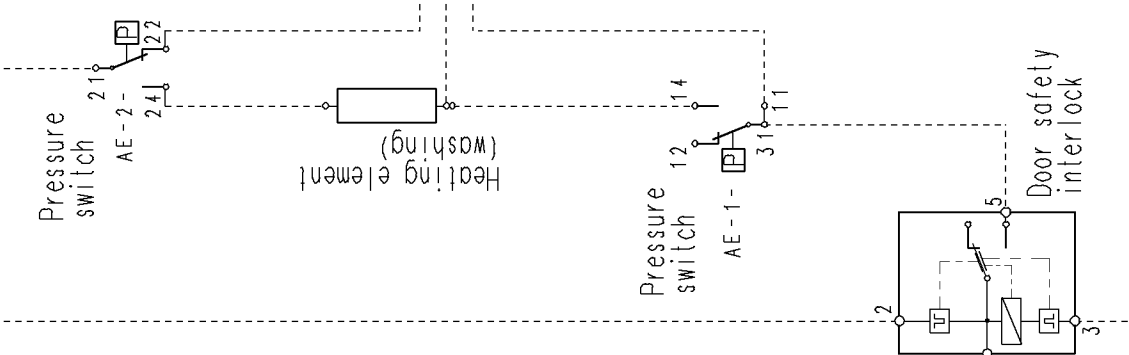 P
22
21
24
Pressure
switch
AE-2-
Heating element
(washing)
14
11
12
31
P
Pressure
switch
AE-1-
Door safety
interlock
5
2
3